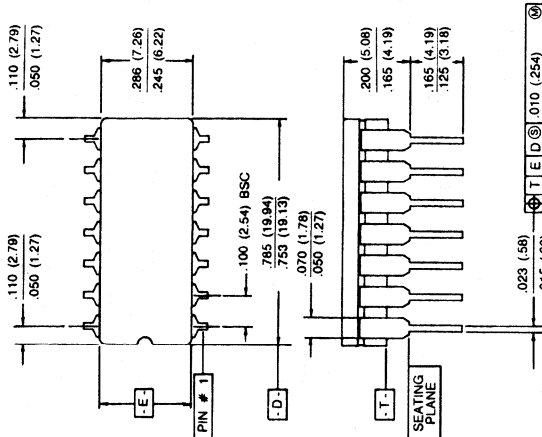 .110 (2.79)
.050 (1.27)
.286 (7.26)
.245 (6.22)
.200 (5.08)
.165 (4.19)
.165 (4.19)
.125 (3.18)
⌖ T E D Ⓢ .010 (.254) Ⓜ
.110 (2.79)
.050 (1.27)
.100 (2.54) BSC
.785 (19.94)
.753 (19.13)
.070 (1.78)
.050 (1.27)
.023 (.58)
- E -
PIN # 1
- D -
- T -
SEATING
PLANE